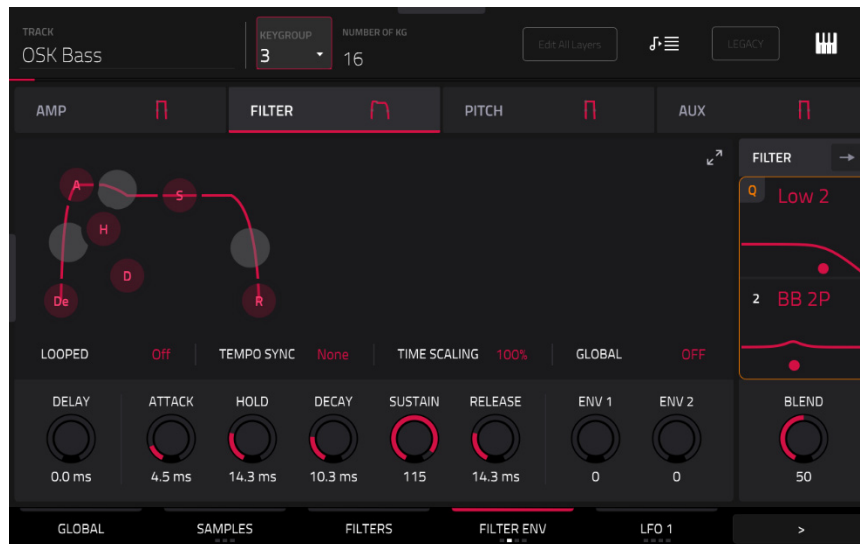 TRACK
OSK Bass
KEYGROUP
3
NUMBER OF KG
16
Edit All Layers
LEGACY
AMP
FILTER
PITCH
AUX
A
S
H
D
De
R
FILTER
Q
Low 2
2
BB 2P
LOOPED Off
TEMPO SYNC None
TIME SCALING 100%
GLOBAL OFF
DELAY ATTACK HOLD DECAY SUSTAIN RELEASE ENV 1 ENV 2 BLEND
0.0 ms 4.5 ms 14.3 ms 10.3 ms 115 14.3 ms 0 0 50
GLOBAL SAMPLES FILTERS FILTER ENV LFO 1 >